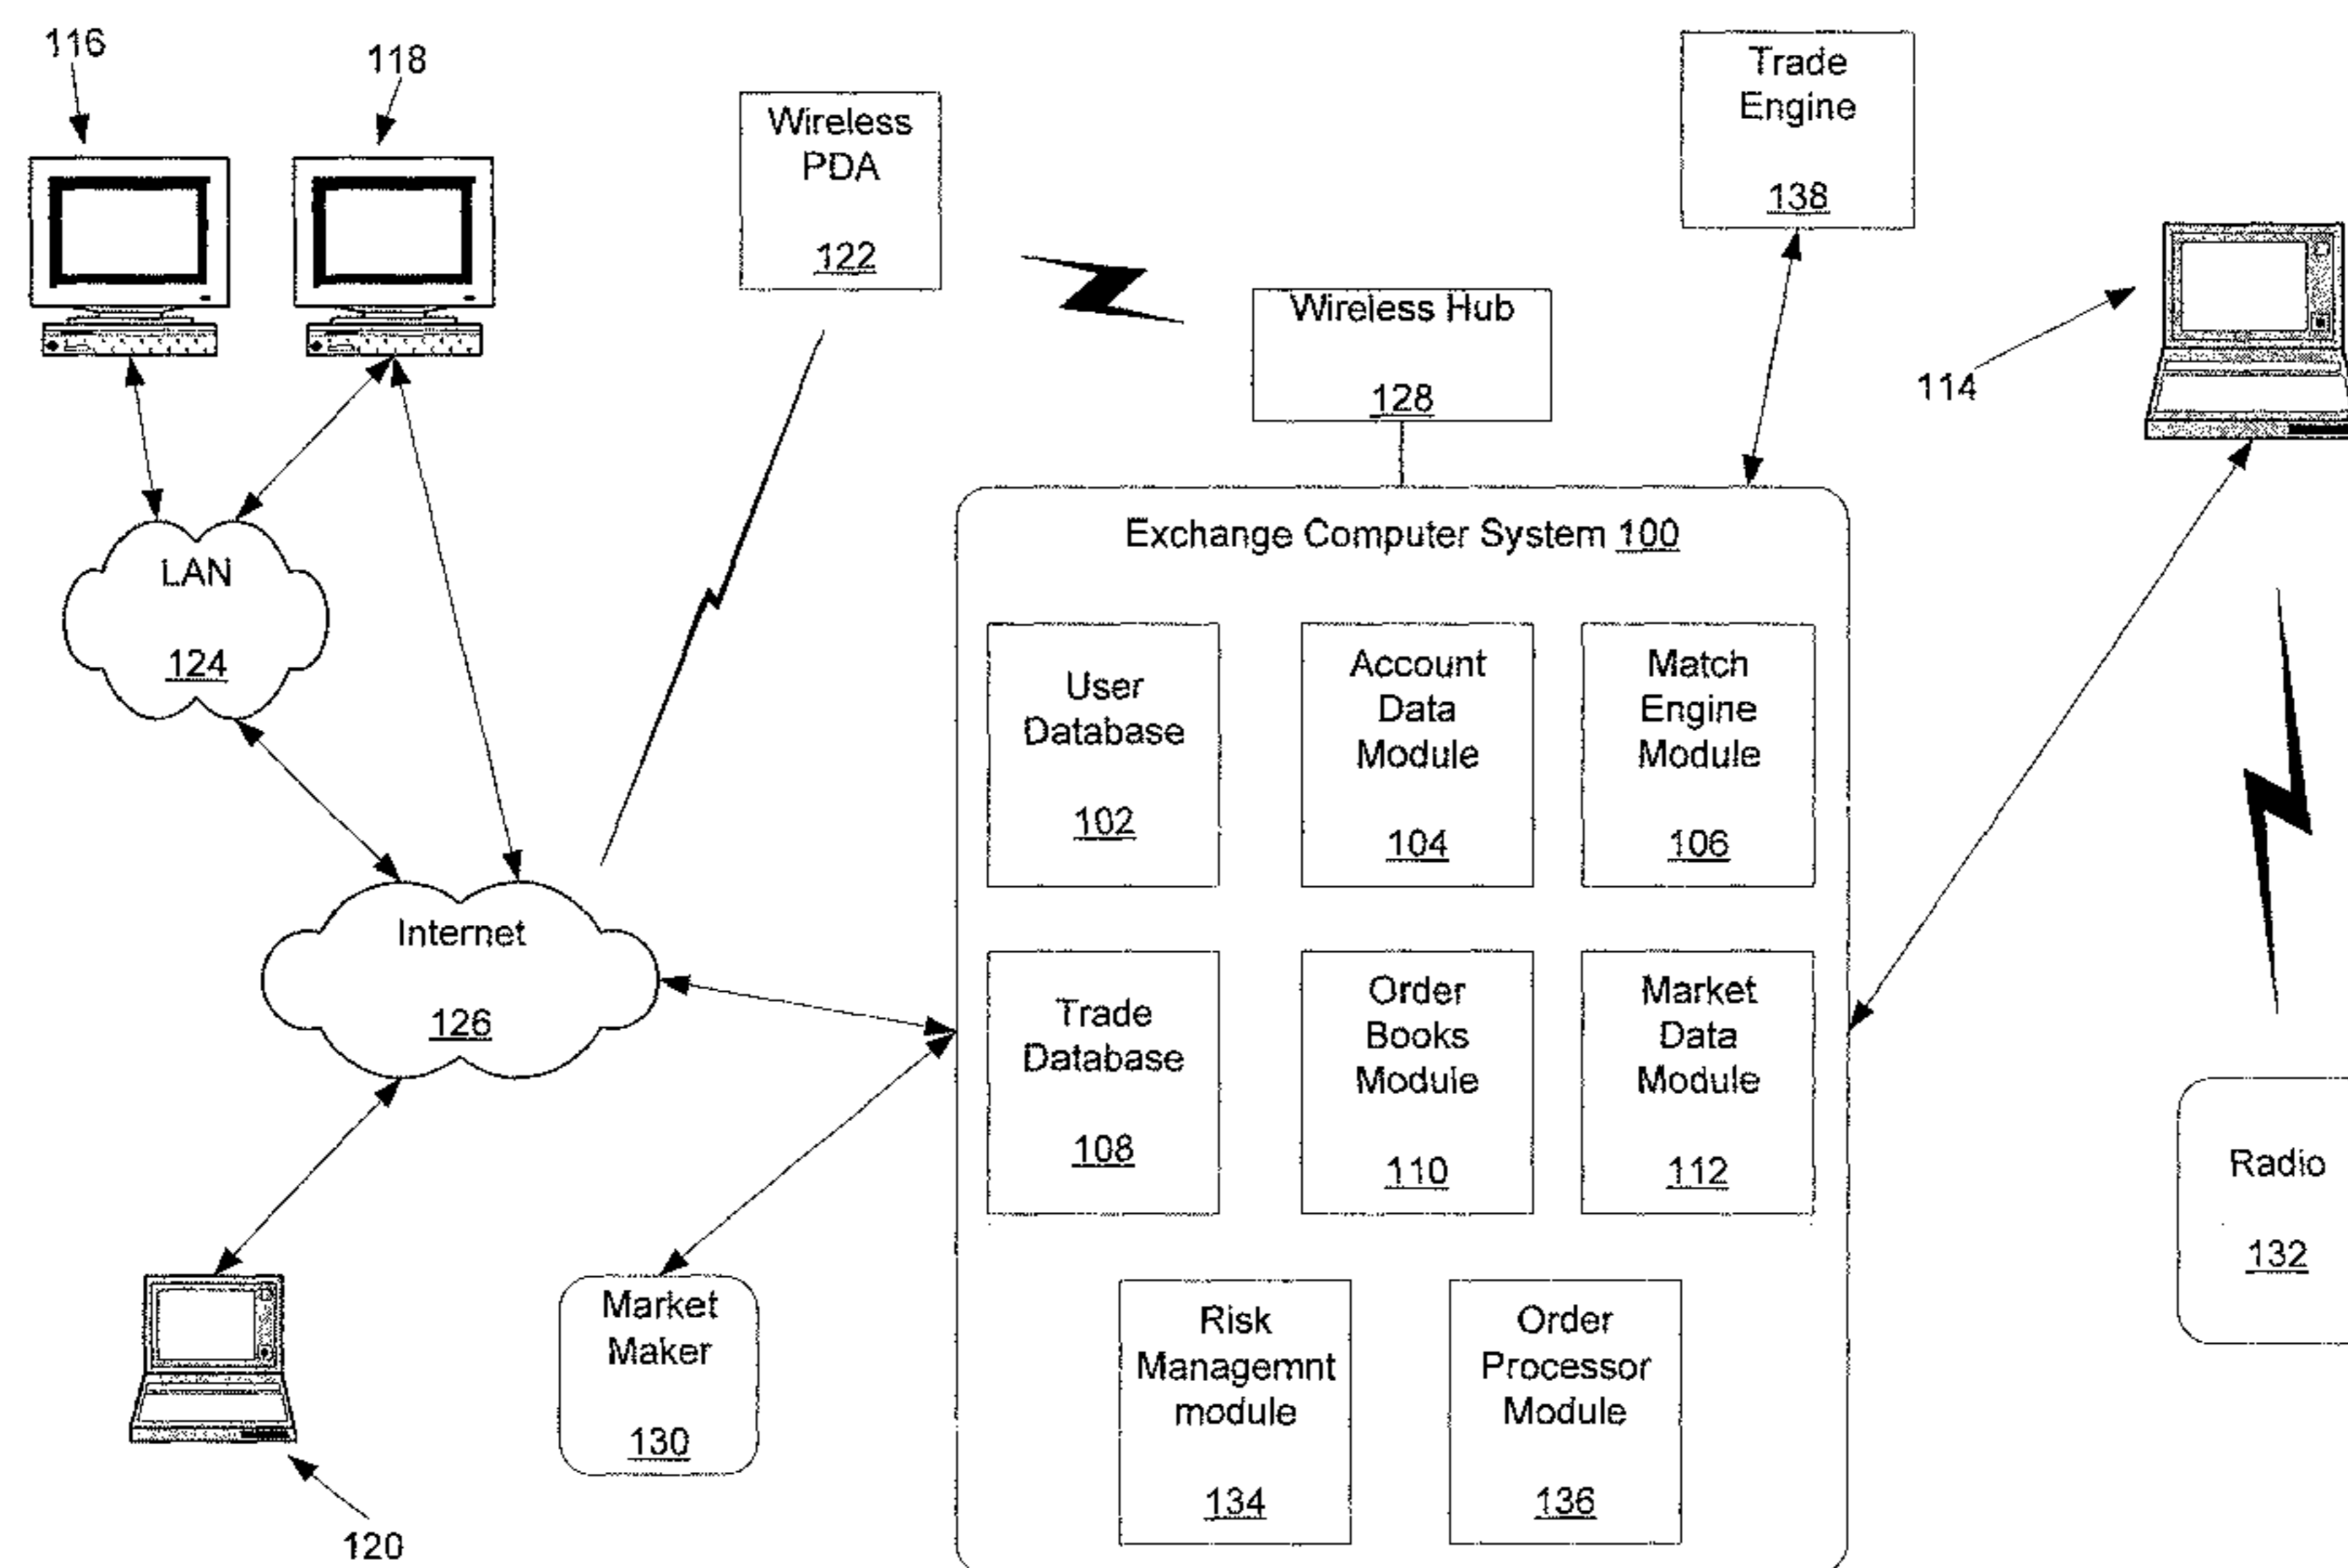 116
118
Wireless
PDA
122
Trade
Engine
138
Wireless Hub
128
114
LAN
124
Exchange Computer System 100
User
Database
102
Account
Data
Module
104
Match
Engine
Module
106
Internet
126
Trade
Database
108
Order
Books
Module
110
Market
Data
Module
112
Radio
132
Market
Maker
130
Risk
Managemnt
module
134
Order
Processor
Module
136
120